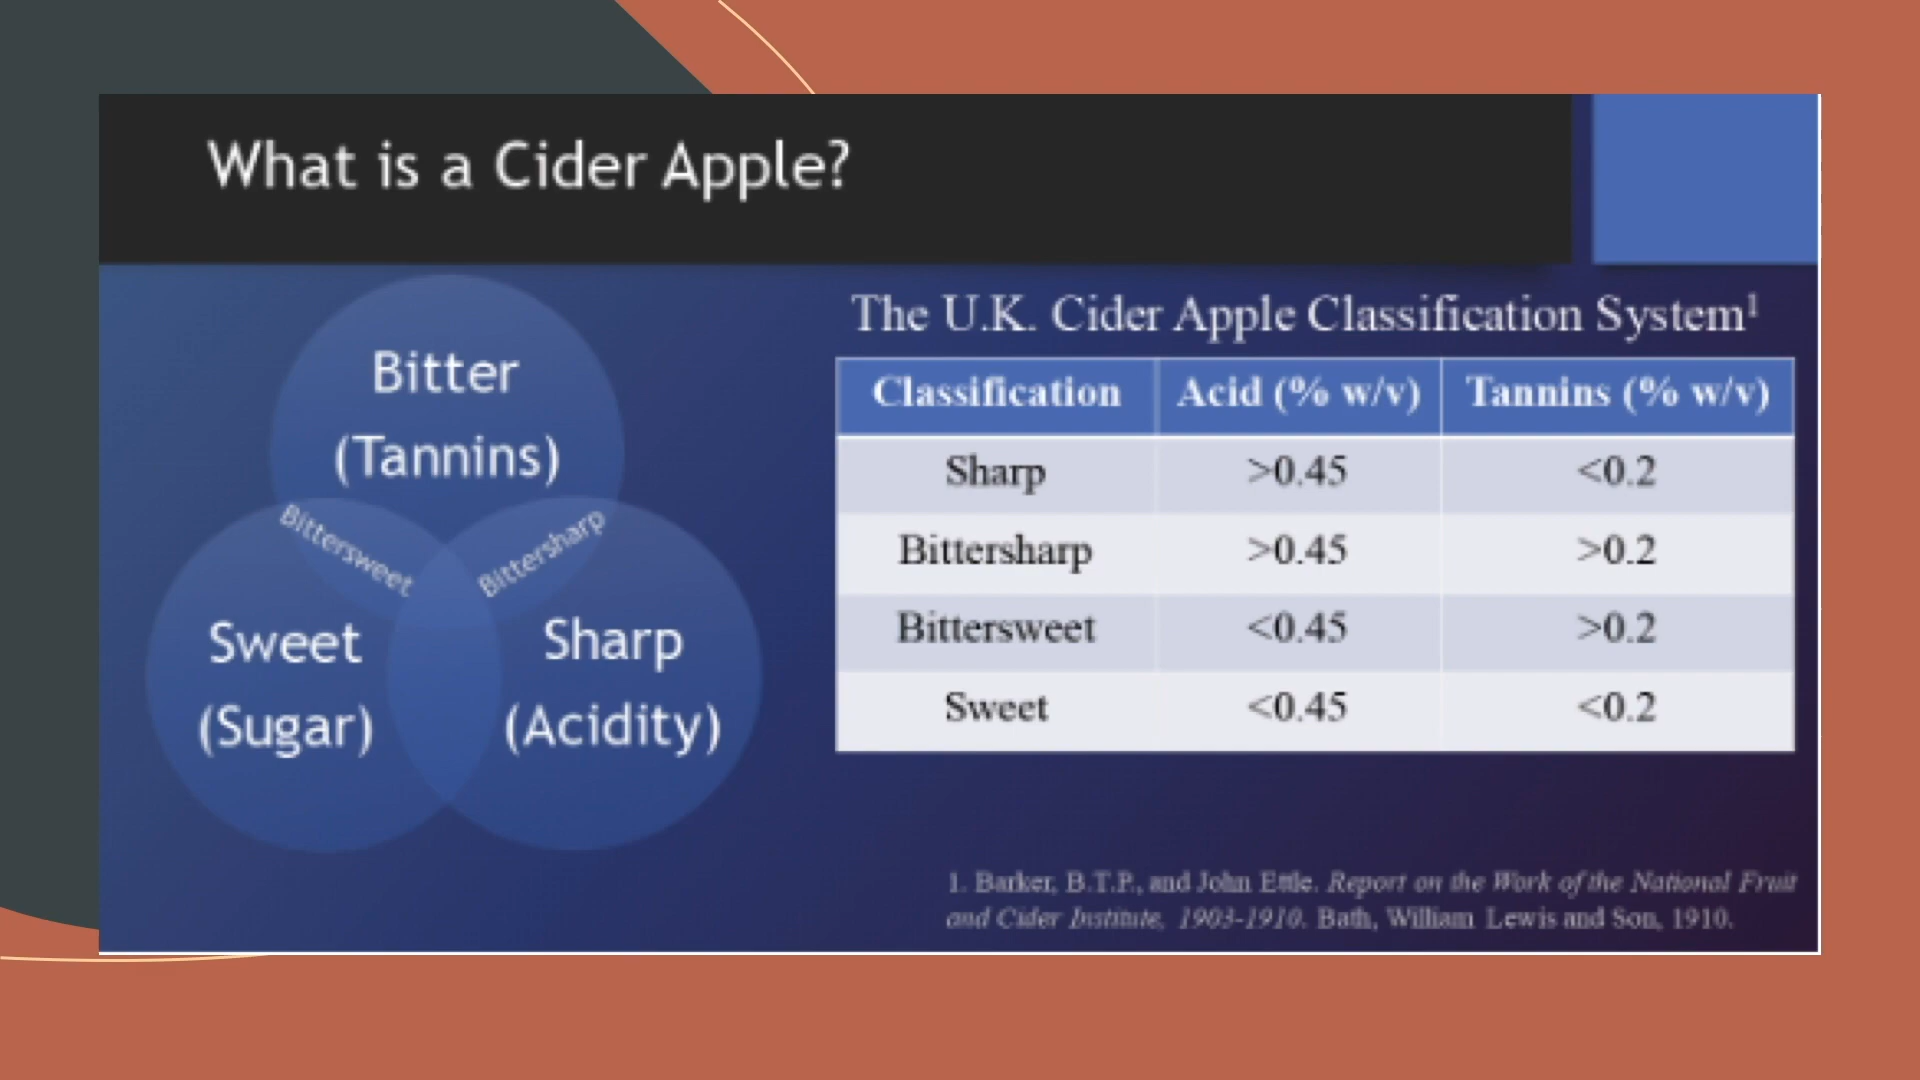 What is a Cider Apple?
Bitter
(Tannins)
Bittersweet
Bittersharp
Sweet
(Sugar)
Sharp
(Acidity)
The U.K. Cider Apple Classification System¹
Classification Acid (% w/v) Tannins (% w/v)
Sharp >0.45 <0.2
Bittersharp >0.45 >0.2
Bittersweet <0.45 >0.2
Sweet <0.45 <0.2
1. Barker, B.T.P., and John Ettle. Report on the Work of the National Fruit
and Cider Institute, 1903-1910. Bath, William Lewis and Son, 1910.